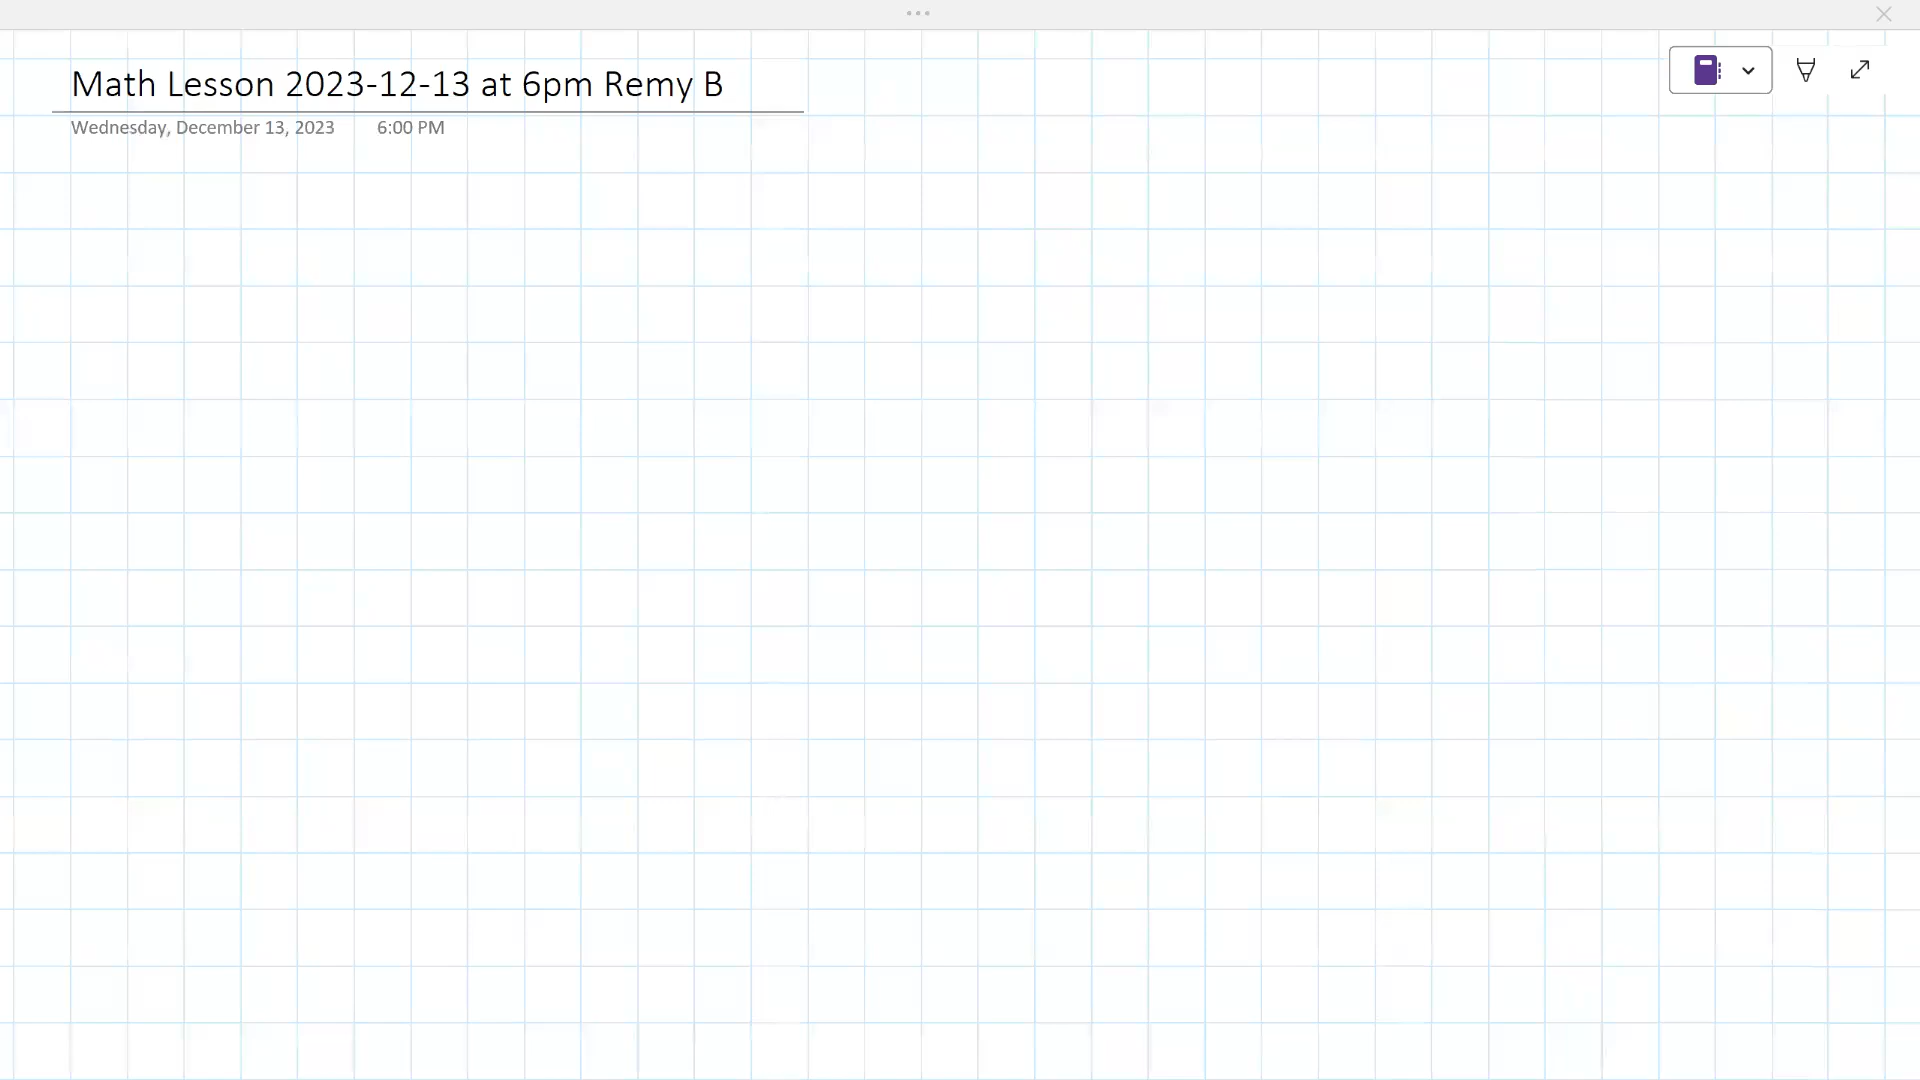 Math Lesson 2023-12-13 at 6pm Remy B
Wednesday, December 13, 2023 6:00 PM